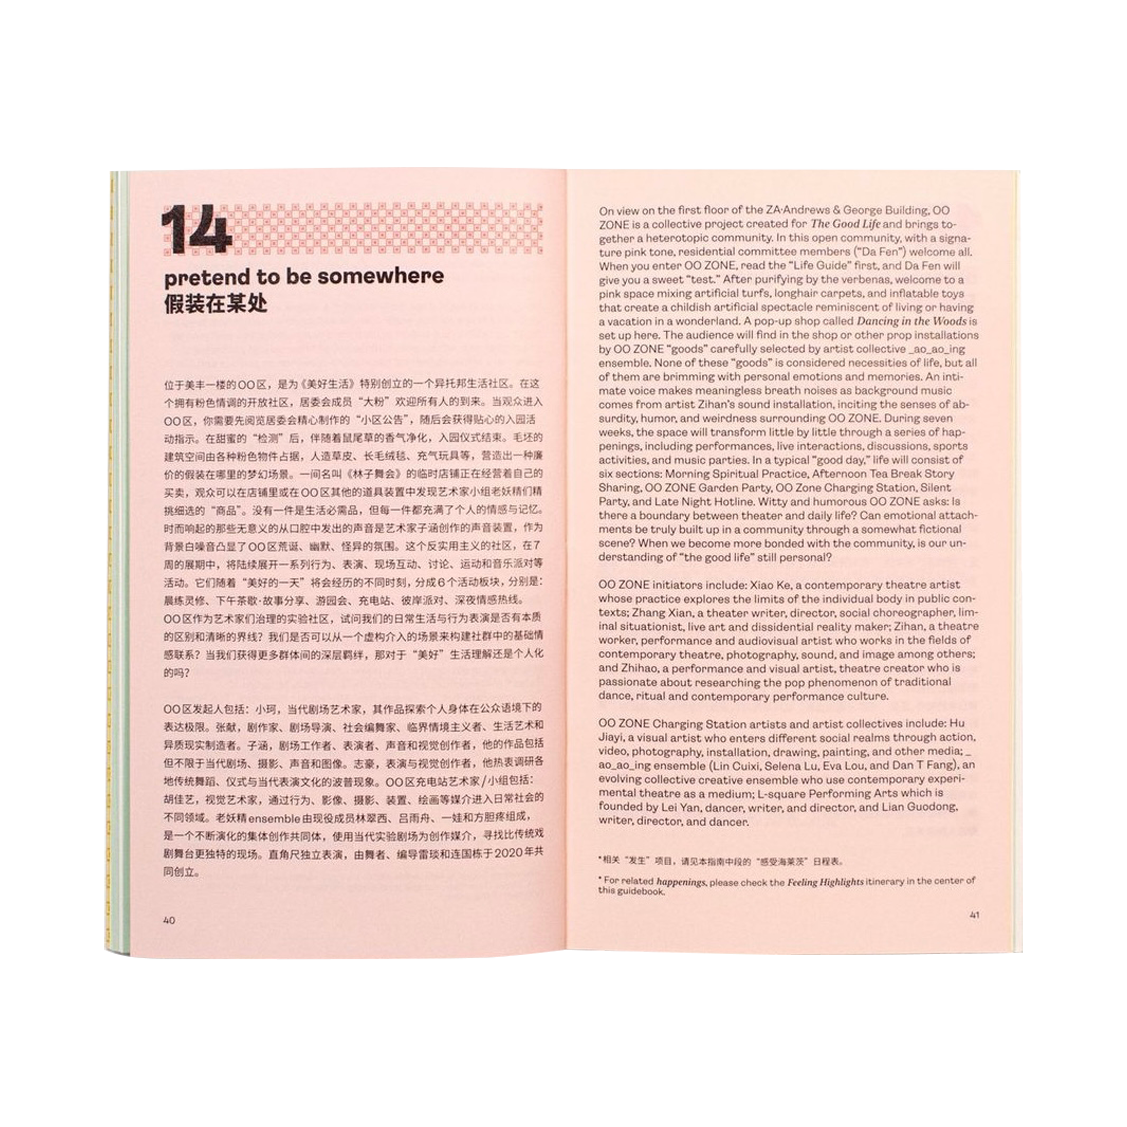 14
pretend to be somewhere
假装在某处
位于美丰一楼的OO区，是为《美好生活》特别创立的一个异托邦生活社区。在这
个拥有粉色情调的开放社区，居委会成员“大粉”欢迎所有人的到来。当观众进入
OO区，你需要先阅览居委会精心制作的“小区公告”，随后会获得贴心的入园活
动指示。在甜蜜的“检测”后，伴随着鼠尾草的香气净化，入园仪式结束。毛坯的
建筑空间由各种粉色物件占据，人造草皮、长毛绒毯、充气玩具等，营造出一种廉
价的假装在哪里的梦幻场景。一间名叫《林子舞会》的临时店铺正在经营着自己的
买卖，观众可以在店铺里或在OO区其他的道具装置中发现艺术家小组老妖精们精
挑细选的“商品”。没有一件是生活必需品，但每一件都充满了个人的情感与记忆。
时而响起的那些无意义的从口腔中发出的声音是艺术家子涵创作的声音装置，作为
背景白噪音凸显了OO区荒诞、幽默、怪异的氛围。这个反实用主义的社区，在7
周的展期中，将陆续展开一系列行为、表演、现场互动、讨论、运动和音乐派对等
活动。它们随着“美好的一天”将会经历的不同时刻，分成6个活动板块，分别是：
晨练灵修、下午茶歇·故事分享、游园会、充电站、彼岸派对、深夜情感热线。
OO区作为艺术家们治理的实验社区，试问我们的日常生活与行为表演是否有本质
的区别和清晰的界线？我们是否可以从一个虚构介入的场景来构建社群中的基础情
感联系？当我们获得更多群体间的深层羁绊，那对于“美好”生活理解还是个人化
的吗？
OO区发起人包括：小珂，当代剧场艺术家，其作品探索个人身体在公众语境下的
表达极限。张献，剧作家、剧场导演、社会编舞家、临界情境主义者、生活艺术和
异质现实制造者。子涵，剧场工作者、表演者、声音和视觉创作者，他的作品包括
但不限于当代剧场、摄影、声音和图像。志豪，表演与视觉创作者，他热衷调研各
地传统舞蹈、仪式与当代表演文化的波普现象。OO区充电站艺术家/小组包括：
胡佳艺，视觉艺术家，通过行为、影像、摄影、装置、绘画等媒介进入日常社会的
不同领域。老妖精ensemble由现役成员林翠西、吕雨舟、一娃和方胆疼组成，
是一个不断演化的集体创作共同体，使用当代实验剧场为创作媒介，寻找比传统戏
剧舞台更独特的现场。直角尺独立表演，由舞者、编导雷琰和连国栋于2020年共
同创立。
40
On view on the first floor of the ZA·Andrews & George Building, OO
ZONE is a collective project created for The Good Life and brings to-
gether a heterotopic community. In this open community, with a signa-
ture pink tone, residential committee members (“Da Fen”) welcome all.
When you enter OO ZONE, read the “Life Guide” first, and Da Fen will
give you a sweet “test.” After purifying by the verbenas, welcome to a
pink space mixing artificial turfs, longhair carpets, and inflatable toys
that create a childish artificial spectacle reminiscent of living or having
a vacation in a wonderland. A pop-up shop called Dancing in the Woods is
set up here. The audience will find in the shop or other prop installations
by OO ZONE “goods” carefully selected by artist collective _ao_ao_ing
ensemble. None of these “goods” is considered necessities of life, but all
of them are brimming with personal emotions and memories. An inti-
mate voice makes meaningless breath noises as background music
comes from artist Zihan’s sound installation, inciting the senses of ab-
surdity, humor, and weirdness surrounding OO ZONE. During seven
weeks, the space will transform little by little through a series of hap-
penings, including performances, live interactions, discussions, sports
activities, and music parties. In a typical “good day,” life will consist of
six sections: Morning Spiritual Practice, Afternoon Tea Break Story
Sharing, OO ZONE Garden Party, OO Zone Charging Station, Silent
Party, and Late Night Hotline. Witty and humorous OO ZONE asks: Is
there a boundary between theater and daily life? Can emotional attach-
ments be truly built up in a community through a somewhat fictional
scene? When we become more bonded with the community, is our un-
derstanding of “the good life” still personal?
OO ZONE initiators include: Xiao Ke, a contemporary theatre artist
whose practice explores the limits of the individual body in public con-
texts; Zhang Xian, a theater writer, director, social choreographer, lim-
inal situationist, live art and dissidential reality maker; Zihan, a theatre
worker, performance and audiovisual artist who works in the fields of
contemporary theatre, photography, sound, and image among others;
and Zhihao, a performance and visual artist, theatre creator who is
passionate about researching the pop phenomenon of traditional
dance, ritual and contemporary performance culture.
OO ZONE Charging Station artists and artist collectives include: Hu
Jiayi, a visual artist who enters different social realms through action,
video, photography, installation, drawing, painting, and other media; _
ao_ao_ing ensemble (Lin Cuixi, Selena Lu, Eva Lou, and Dan T Fang), an
evolving collective creative ensemble who use contemporary experi-
mental theatre as a medium; L-square Performing Arts which is
founded by Lei Yan, dancer, writer, and director, and Lian Guodong,
writer, director, and dancer.
*相关“发生”项目，请见本指南中段的“感受海莱茨”日程表。
* For related happenings, please check the Feeling Highlights itinerary in the center of
this guidebook.
41